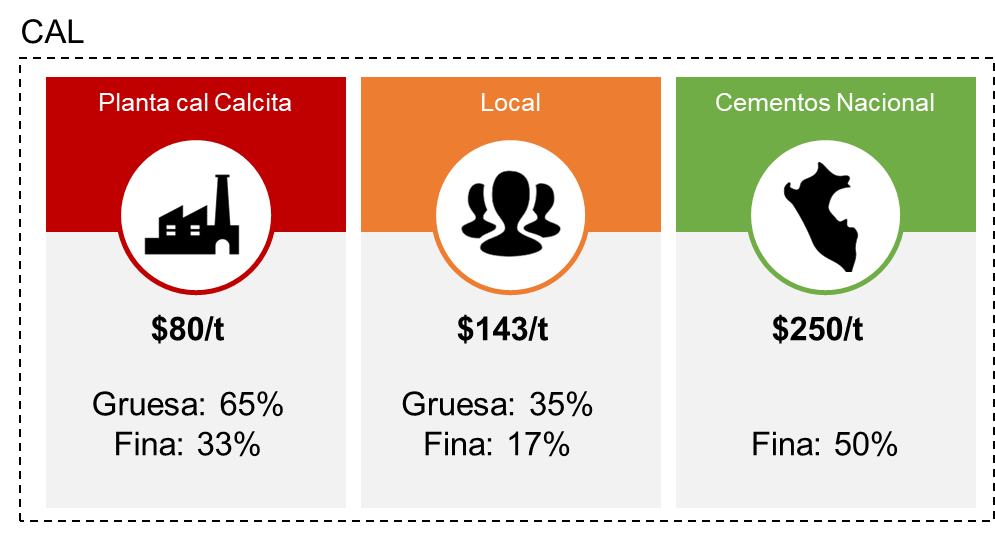 CAL
Planta cal Calcita
$80/t
Gruesa: 65%
Fina: 33%
Local
$143/t
Gruesa: 35%
Fina: 17%
Cementos Nacional
$250/t
Fina: 50%